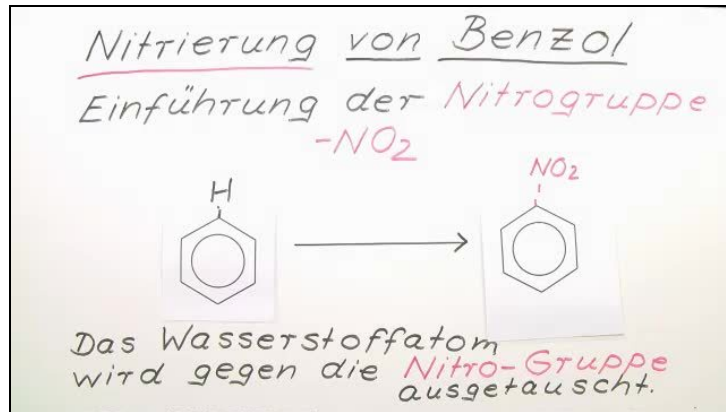 Nitrierung von Benzol
Einführung der Nitrogruppe
-NO₂
H
NO₂
Das Wasserstoffatom
wird gegen die Nitro-Gruppe
ausgetauscht.